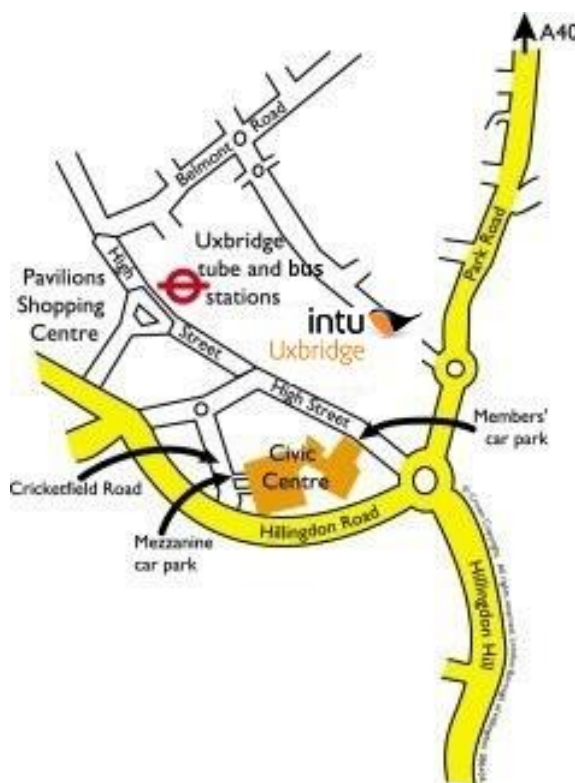 A40
Belmont Road
Park Road
High
Street
Uxbridge
tube and bus
stations
Pavilions
Shopping
Centre
intu
Uxbridge
High Street
Members'
car park
Civic
Centre
Cricketfield Road
Hillingdon Road
Mezzanine
car park
Hillingdon Hill